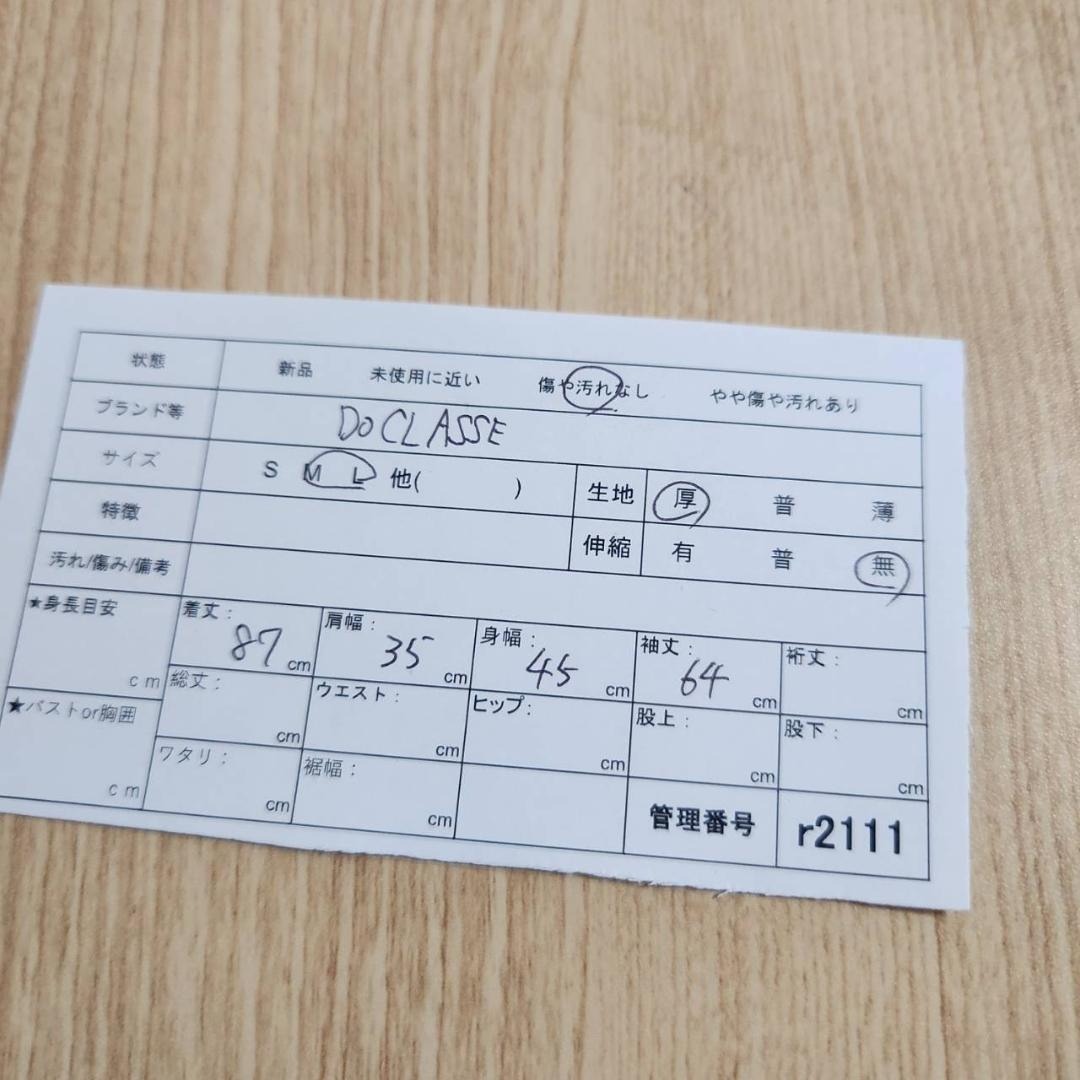 状態 新品 未使用に近い 傷や汚れなし やや傷や汚れあり
ブランド等 DoCLASSE
サイズ S M L 他( ) 生地 厚 普 薄
特徴 伸縮 有 普 無
汚れ/傷み/備考
★身長目安 cm 着丈: 87 cm 肩幅: 35 cm 身幅: 45 cm 袖丈: 64 cm 裄丈: cm
★バストor胸囲 cm 総丈: cm ウエスト: cm ヒップ: cm 股上: cm 股下: cm
ワタリ: cm 裾幅: cm 管理番号 r2111